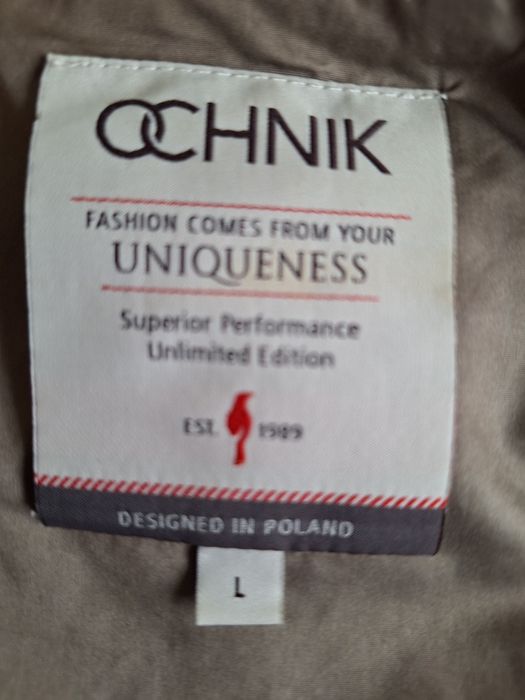 OCHNIK
FASHION COMES FROM YOUR
UNIQUENESS
Superior Performance
Unlimited Edition
EST. 1989
DESIGNED IN POLAND
L